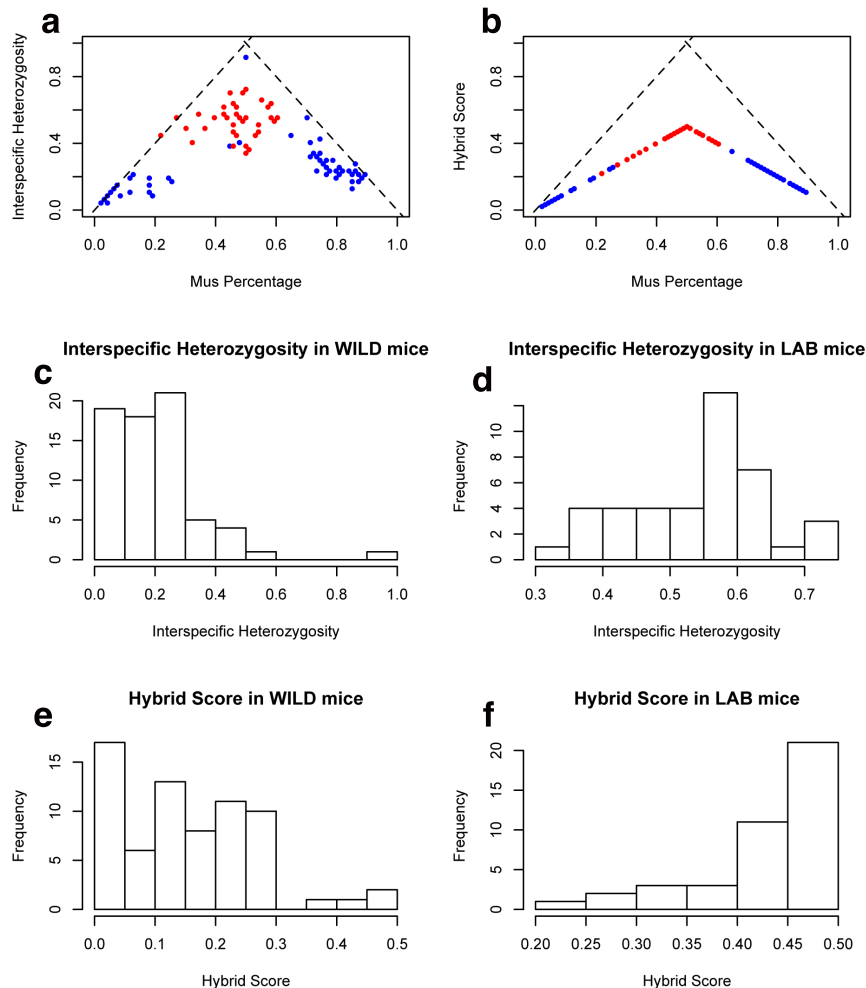 a
Interspecific Heterozygosity
0.8
0.4
0.0
0.0 0.2 0.4 0.6 0.8 1.0
Mus Percentage
b
Hybrid Score
0.8
0.4
0.0
0.0 0.2 0.4 0.6 0.8 1.0
Mus Percentage
Interspecific Heterozygosity in WILD mice
c
Frequency
20
15
10
5
0
0.0 0.2 0.4 0.6 0.8 1.0
Interspecific Heterozygosity
Interspecific Heterozygosity in LAB mice
d
Frequency
10
8
6
4
2
0
0.3 0.4 0.5 0.6 0.7
Interspecific Heterozygosity
Hybrid Score in WILD mice
e
Frequency
15
10
5
0
0.0 0.1 0.2 0.3 0.4 0.5
Hybrid Score
Hybrid Score in LAB mice
f
Frequency
20
15
10
5
0
0.20 0.25 0.30 0.35 0.40 0.45 0.50
Hybrid Score